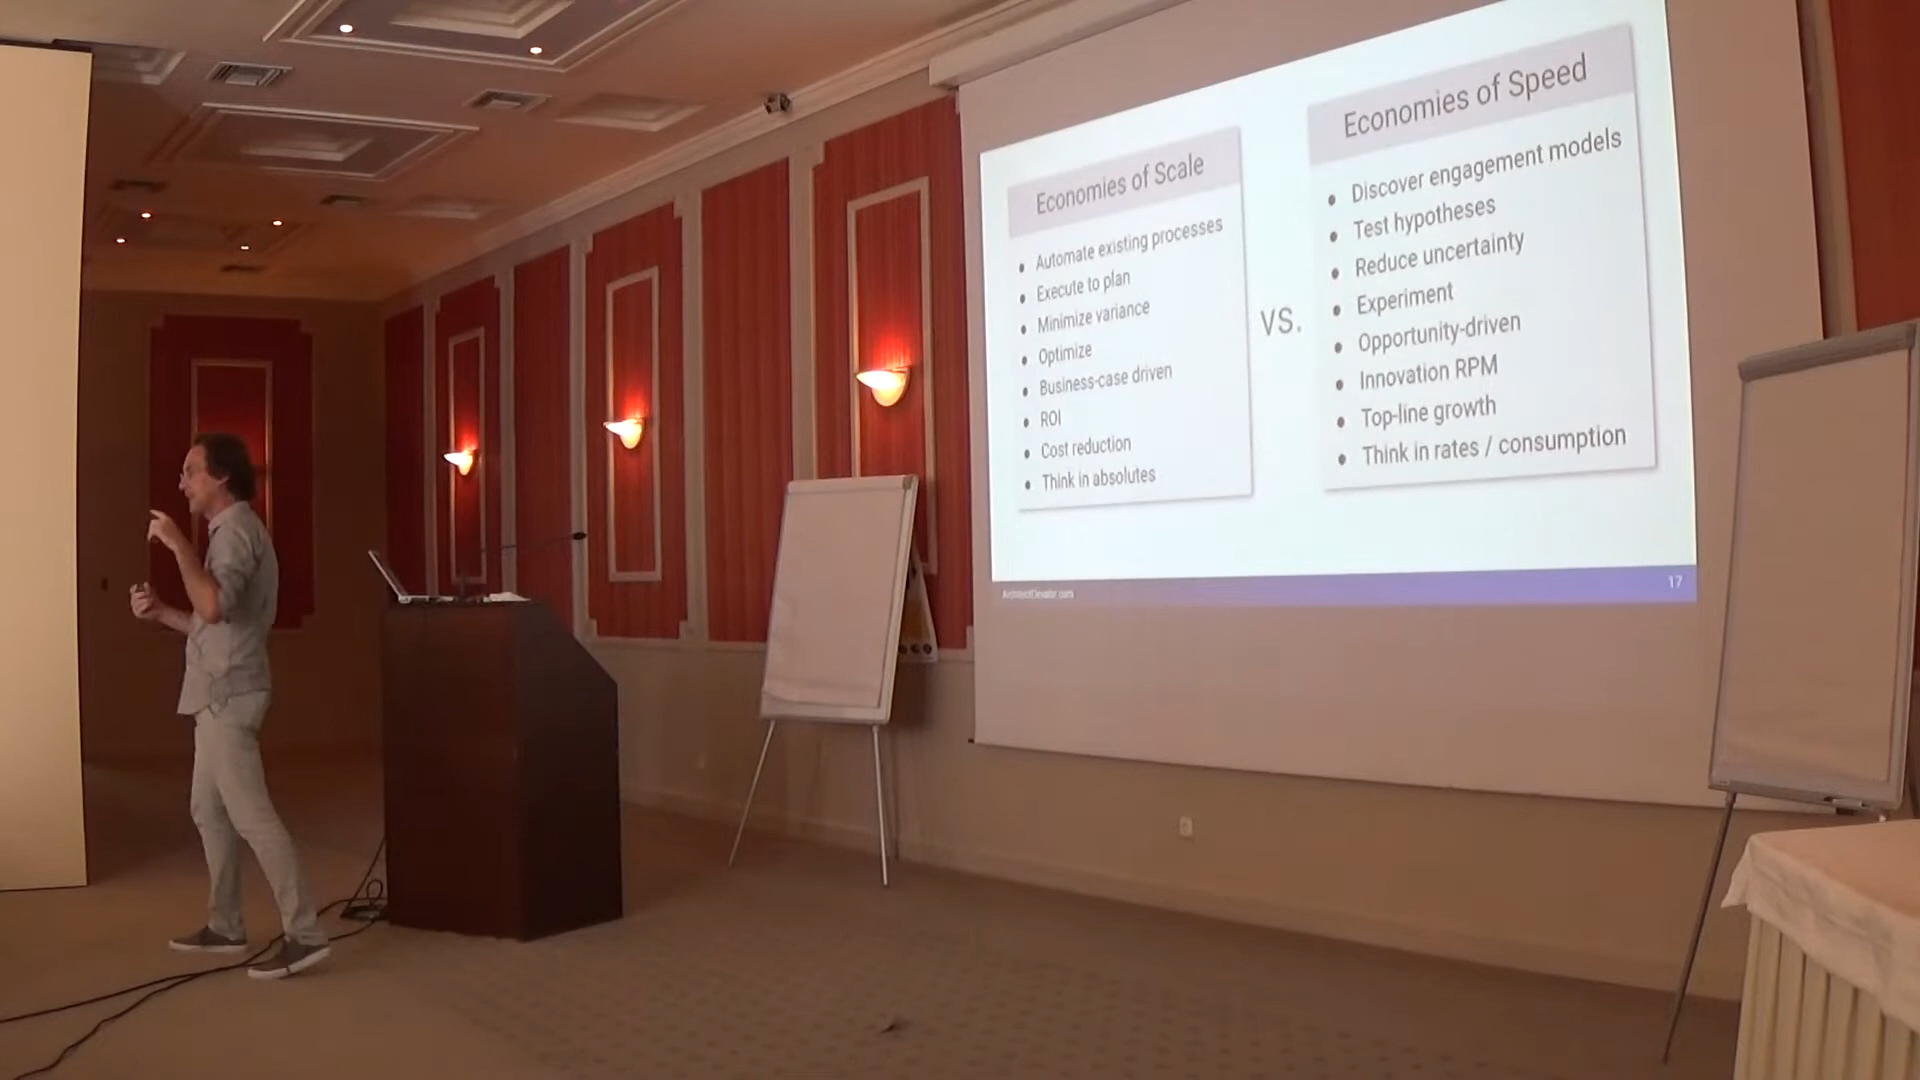 Economies of Scale
Automate existing processes
Execute to plan
Minimize variance
Optimize
Business-case driven
ROI
Cost reduction
Think in absolutes
VS.
Economies of Speed
Discover engagement models
Test hypotheses
Reduce uncertainty
Experiment
Opportunity-driven
Innovation RPM
Top-line growth
Think in rates / consumption
ArchitectElevator.com
17